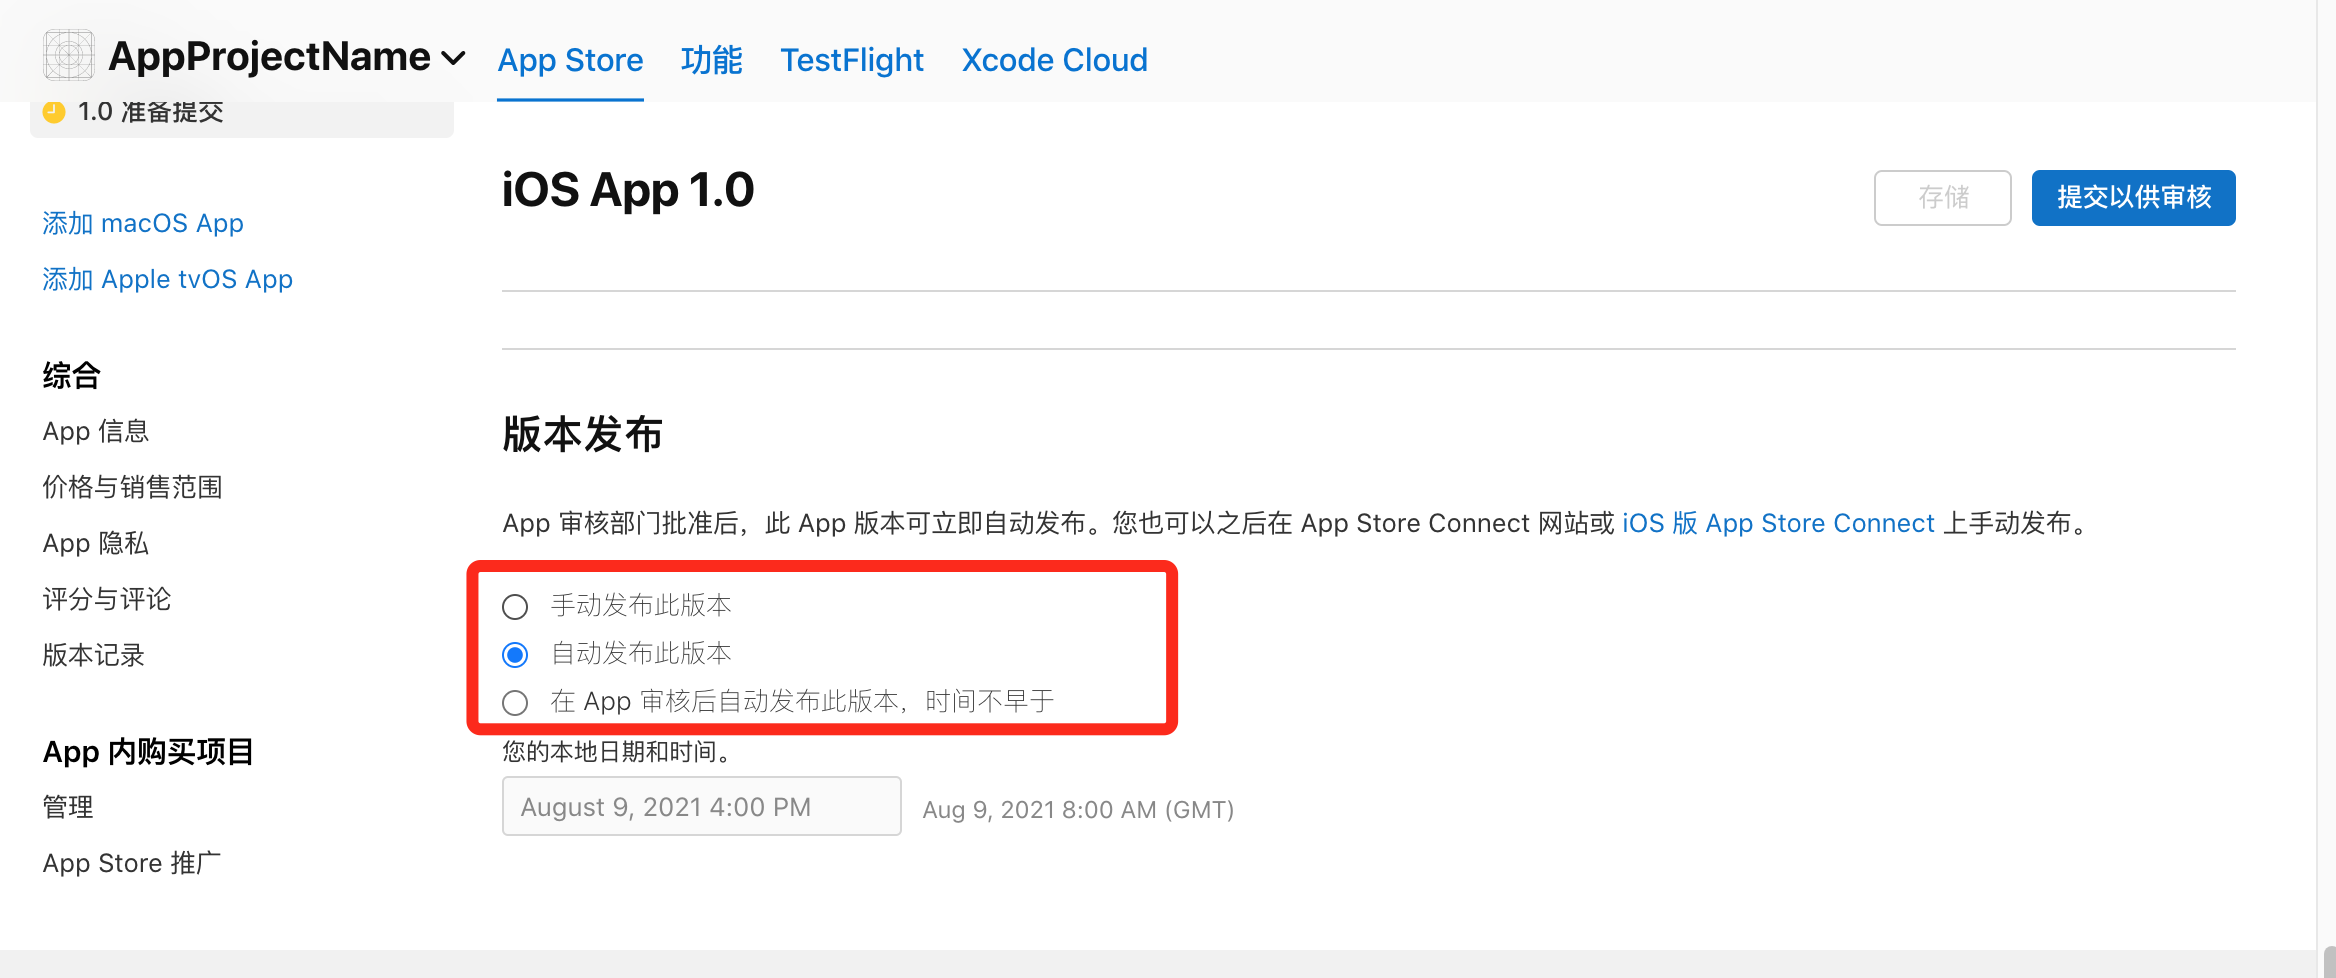 AppProjectName
App Store
功能
TestFlight
Xcode Cloud
1.0 准备提交
添加 macOS App
添加 Apple tvOS App
综合
App 信息
价格与销售范围
App 隐私
评分与评论
版本记录
App 内购买项目
管理
App Store 推广
iOS App 1.0
存储
提交以供审核
版本发布
App 审核部门批准后，此 App 版本可立即自动发布。您也可以之后在 App Store Connect 网站或 iOS 版 App Store Connect 上手动发布。
手动发布此版本
自动发布此版本
在 App 审核后自动发布此版本，时间不早于
您的本地日期和时间。
August 9, 2021 4:00 PM
Aug 9, 2021 8:00 AM (GMT)